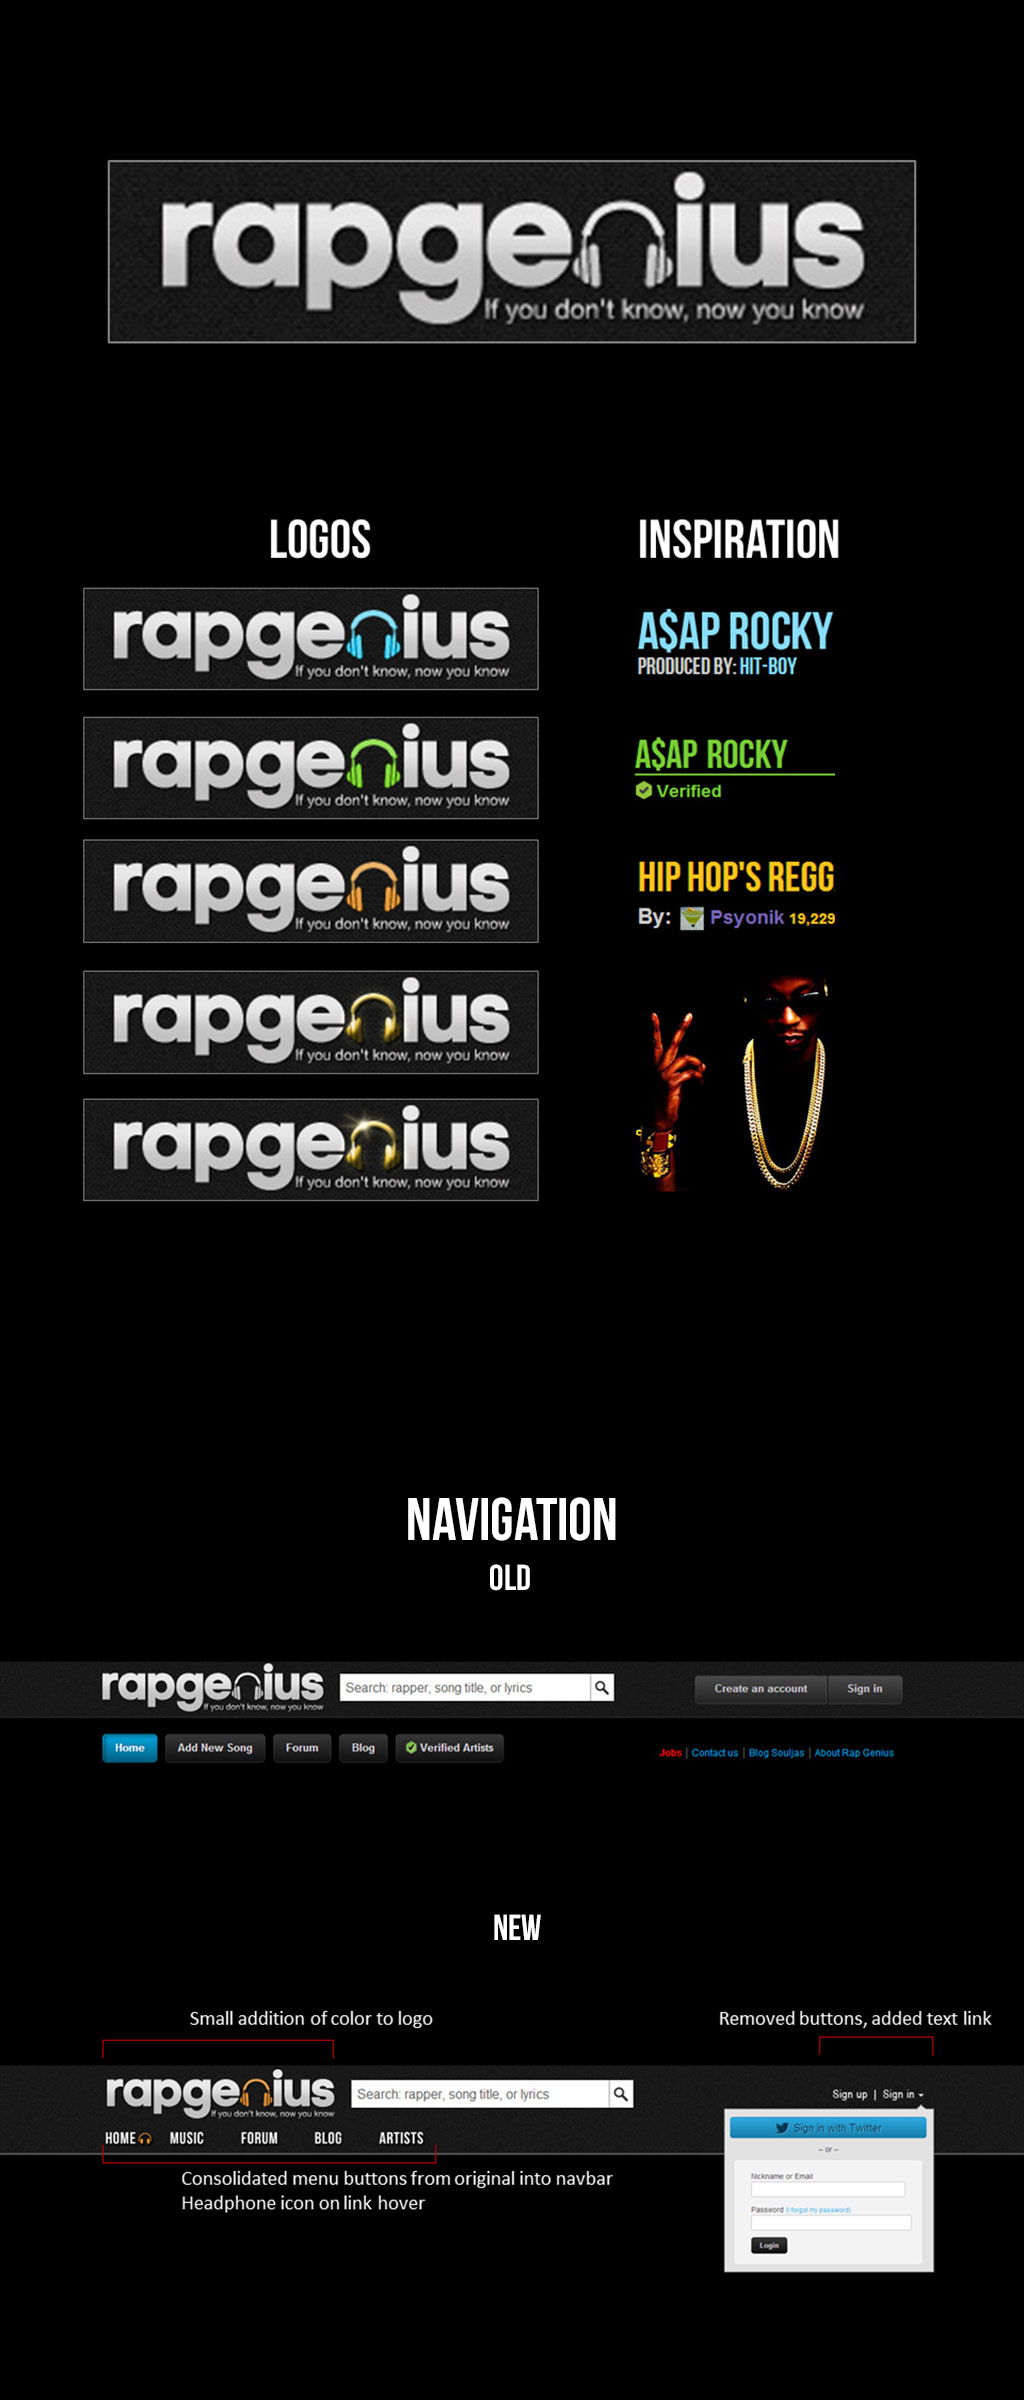 rapgenius
If you don't know, now you know
LOGOS
INSPIRATION
rapgenius
If you don't know, now you know
A$AP ROCKY
PRODUCED BY: HIT-BOY
rapgenius
If you don't know, now you know
A$AP ROCKY
Verified
rapgenius
If you don't know, now you know
HIP HOP'S REGG
By: Psyonik 19,229
rapgenius
If you don't know, now you know
rapgenius
If you don't know, now you know
NAVIGATION
OLD
rapgenius
If you don't know, now you know
Search: rapper, song title, or lyrics
Create an account Sign in
Home Add New Song Forum Blog Verified Artists
Jobs | Contact us | Blog Souljas | About Rap Genius
NEW
Small addition of color to logo
Removed buttons, added text link
rapgenius
If you don't know, now you know
Search: rapper, song title, or lyrics
Sign up | Sign in
HOME MUSIC FORUM BLOG ARTISTS
Sign in with Twitter
– or –
Nickname or Email
Password (I forgot my password)
Login
Consolidated menu buttons from original into navbar
Headphone icon on link hover